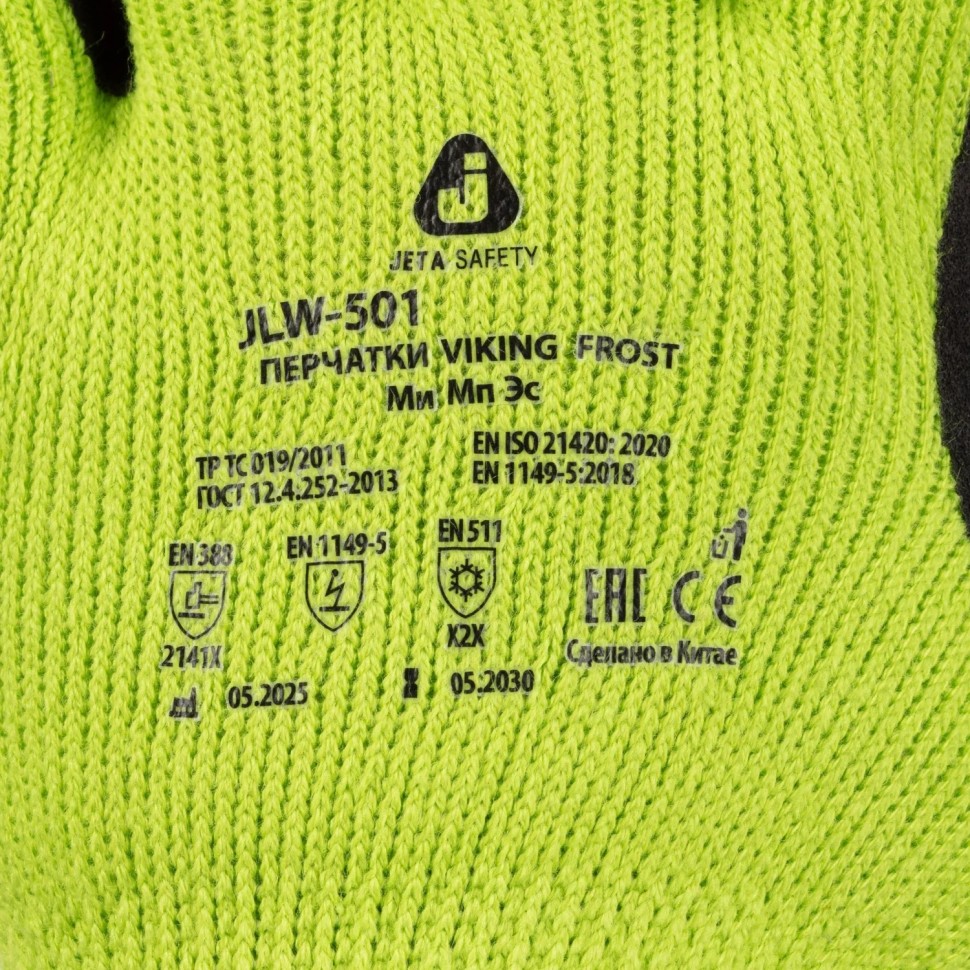 JETA SAFETY
JLW-501
ПЕРЧАТКИ VIKING FROST
Ми Мп Эс
ТР ТС 019/2011
ГОСТ 12.4.252-2013
EN ISO 21420: 2020
EN 1149-5:2018
EN 388
EN 1149-5
EN 511
2141X
X2X
EAC CE
Сделано в Китае
05.2025
05.2030